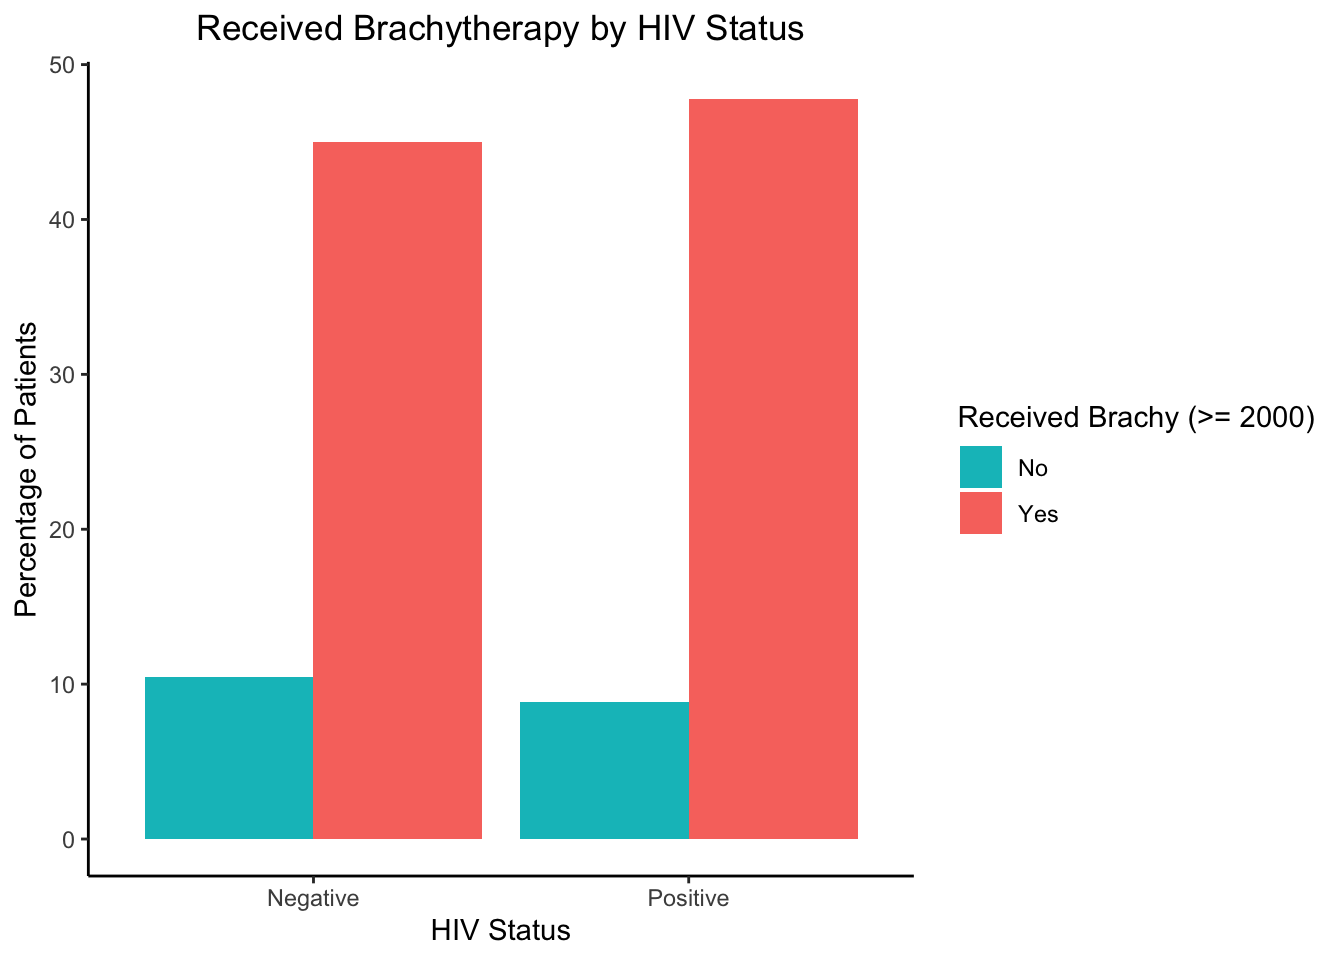 Received Brachytherapy by HIV Status
Percentage of Patients
50
40
30
20
10
0
Negative
Positive
HIV Status
Received Brachy (>= 2000)
No
Yes